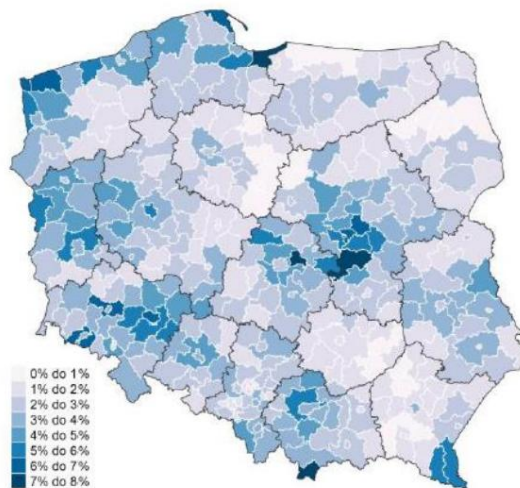 0% do 1%
1% do 2%
2% do 3%
3% do 4%
4% do 5%
5% do 6%
6% do 7%
7% do 8%